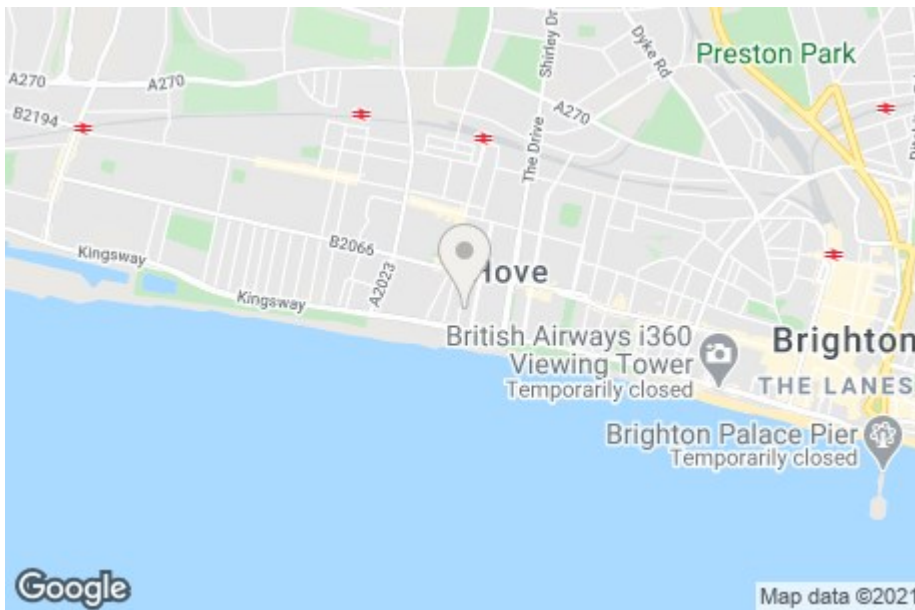 Preston Park
Shirley Dr
Dyke Rd
A270
A270
A270
B2194
The Drive
B2066
A2023
Kingsway
Kingsway
Hove
British Airways i360
Viewing Tower
Temporarily closed
Brighton
THE LANES
Brighton Palace Pier
Temporarily closed
Google
Map data ©2021